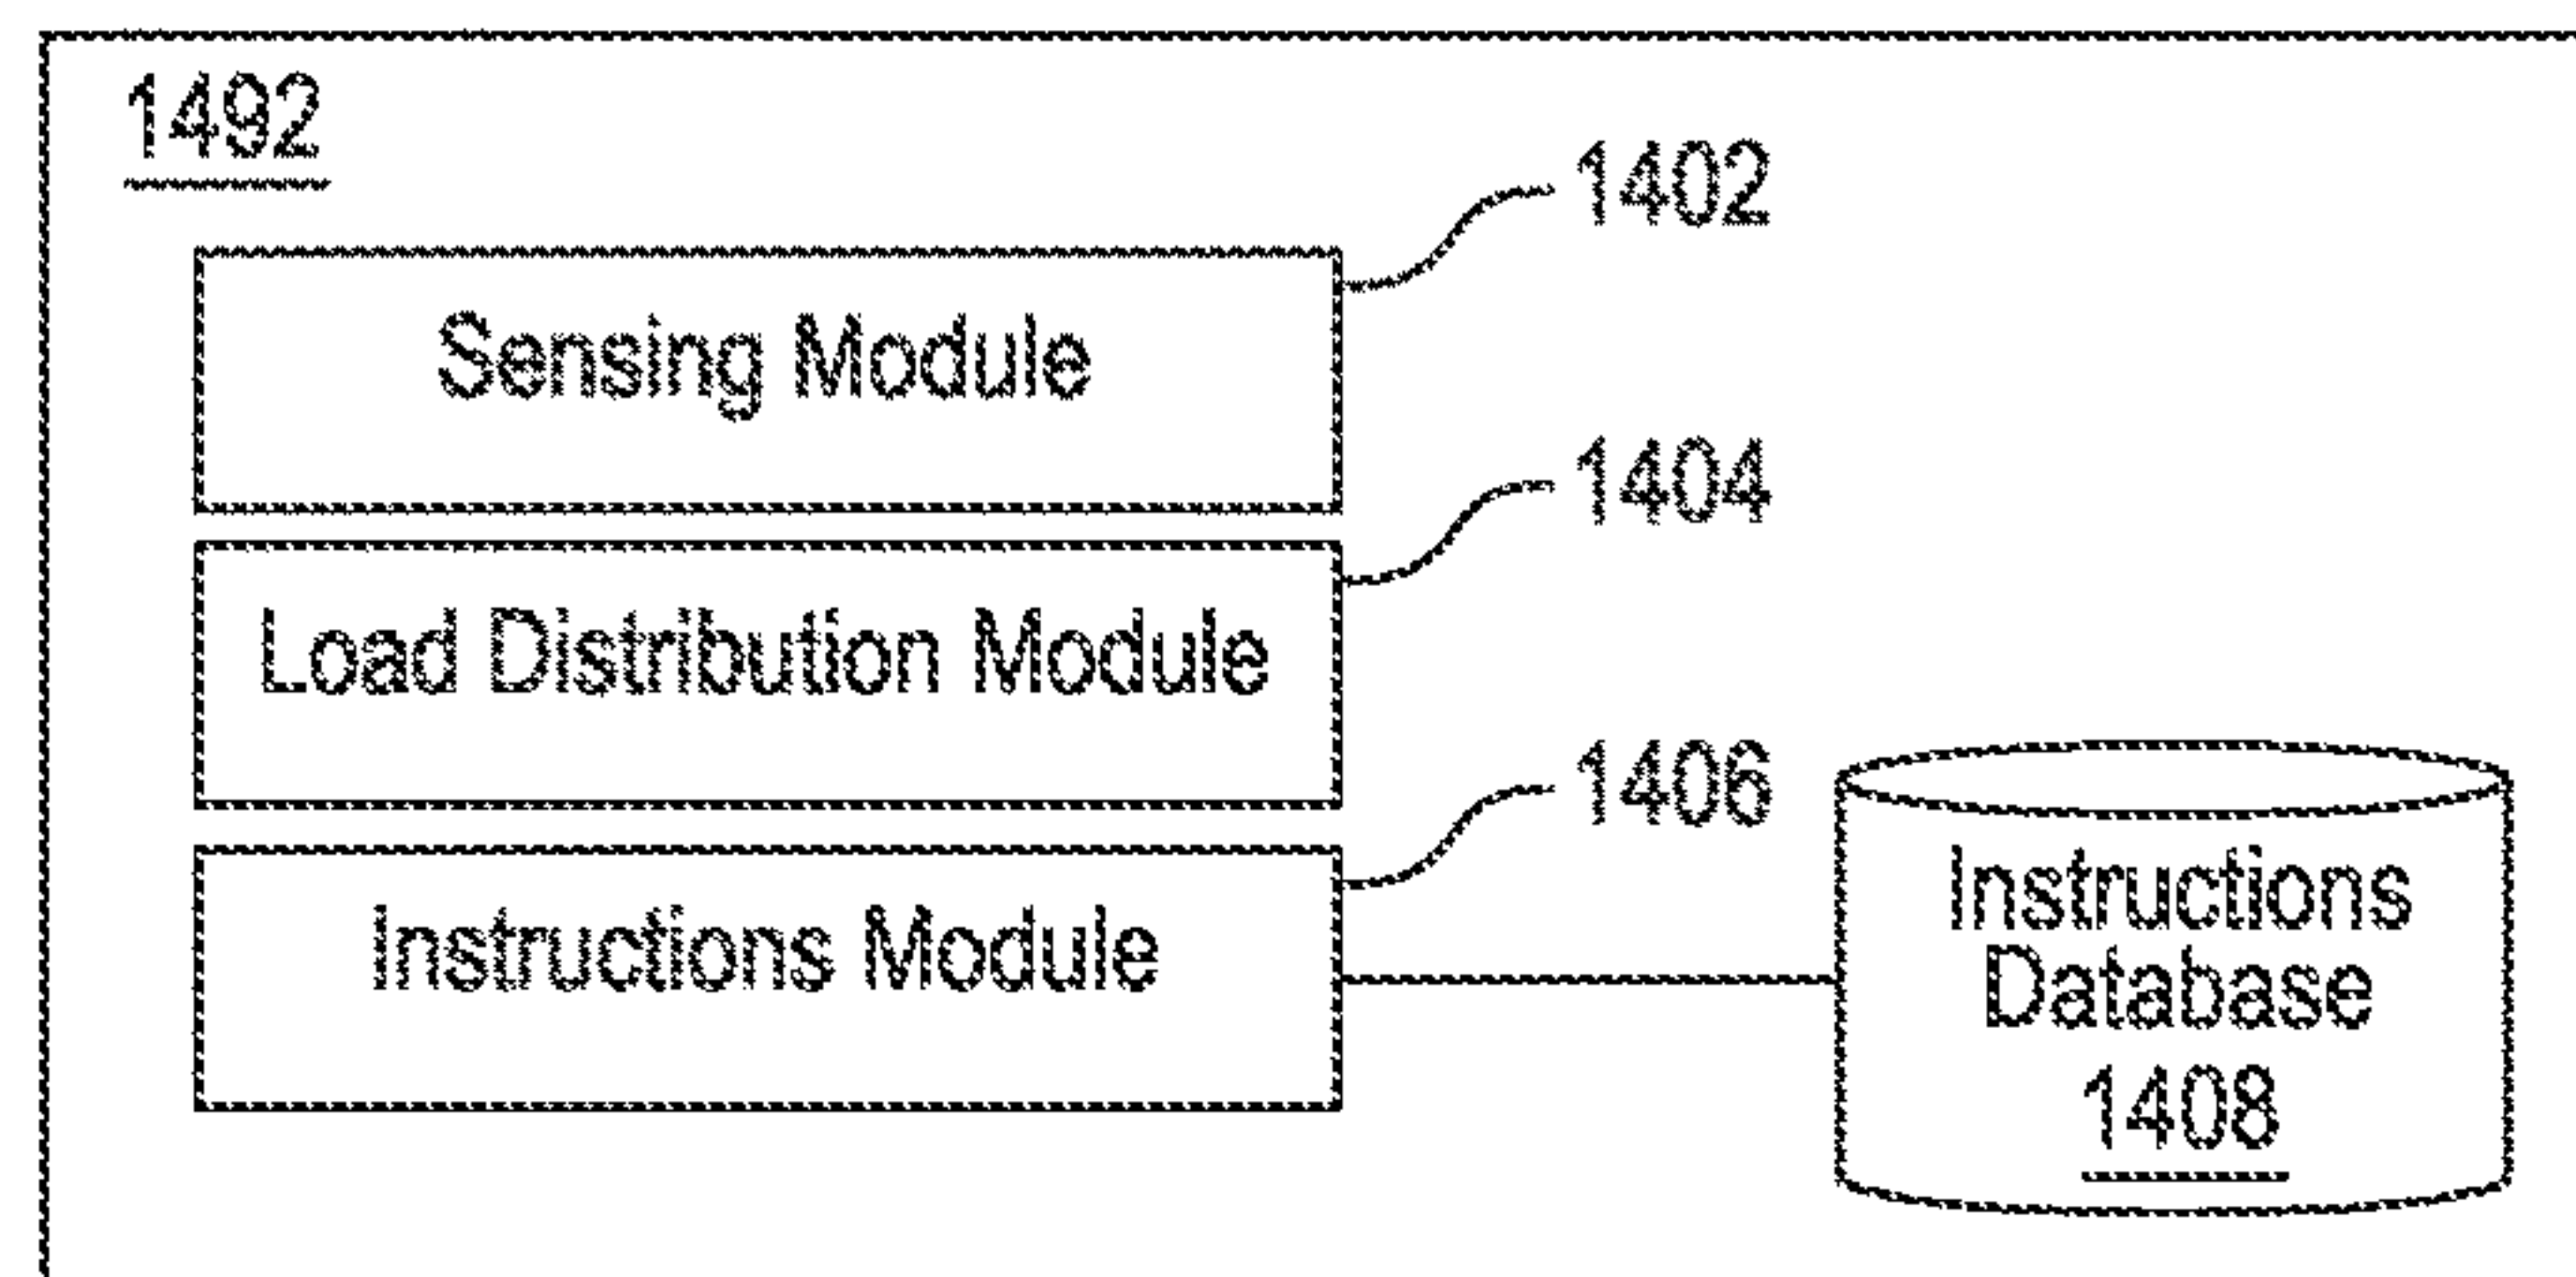 1492
1402
Sensing Module
1404
Load Distribution Module
1406
Instructions Module
Instructions
Database
1408